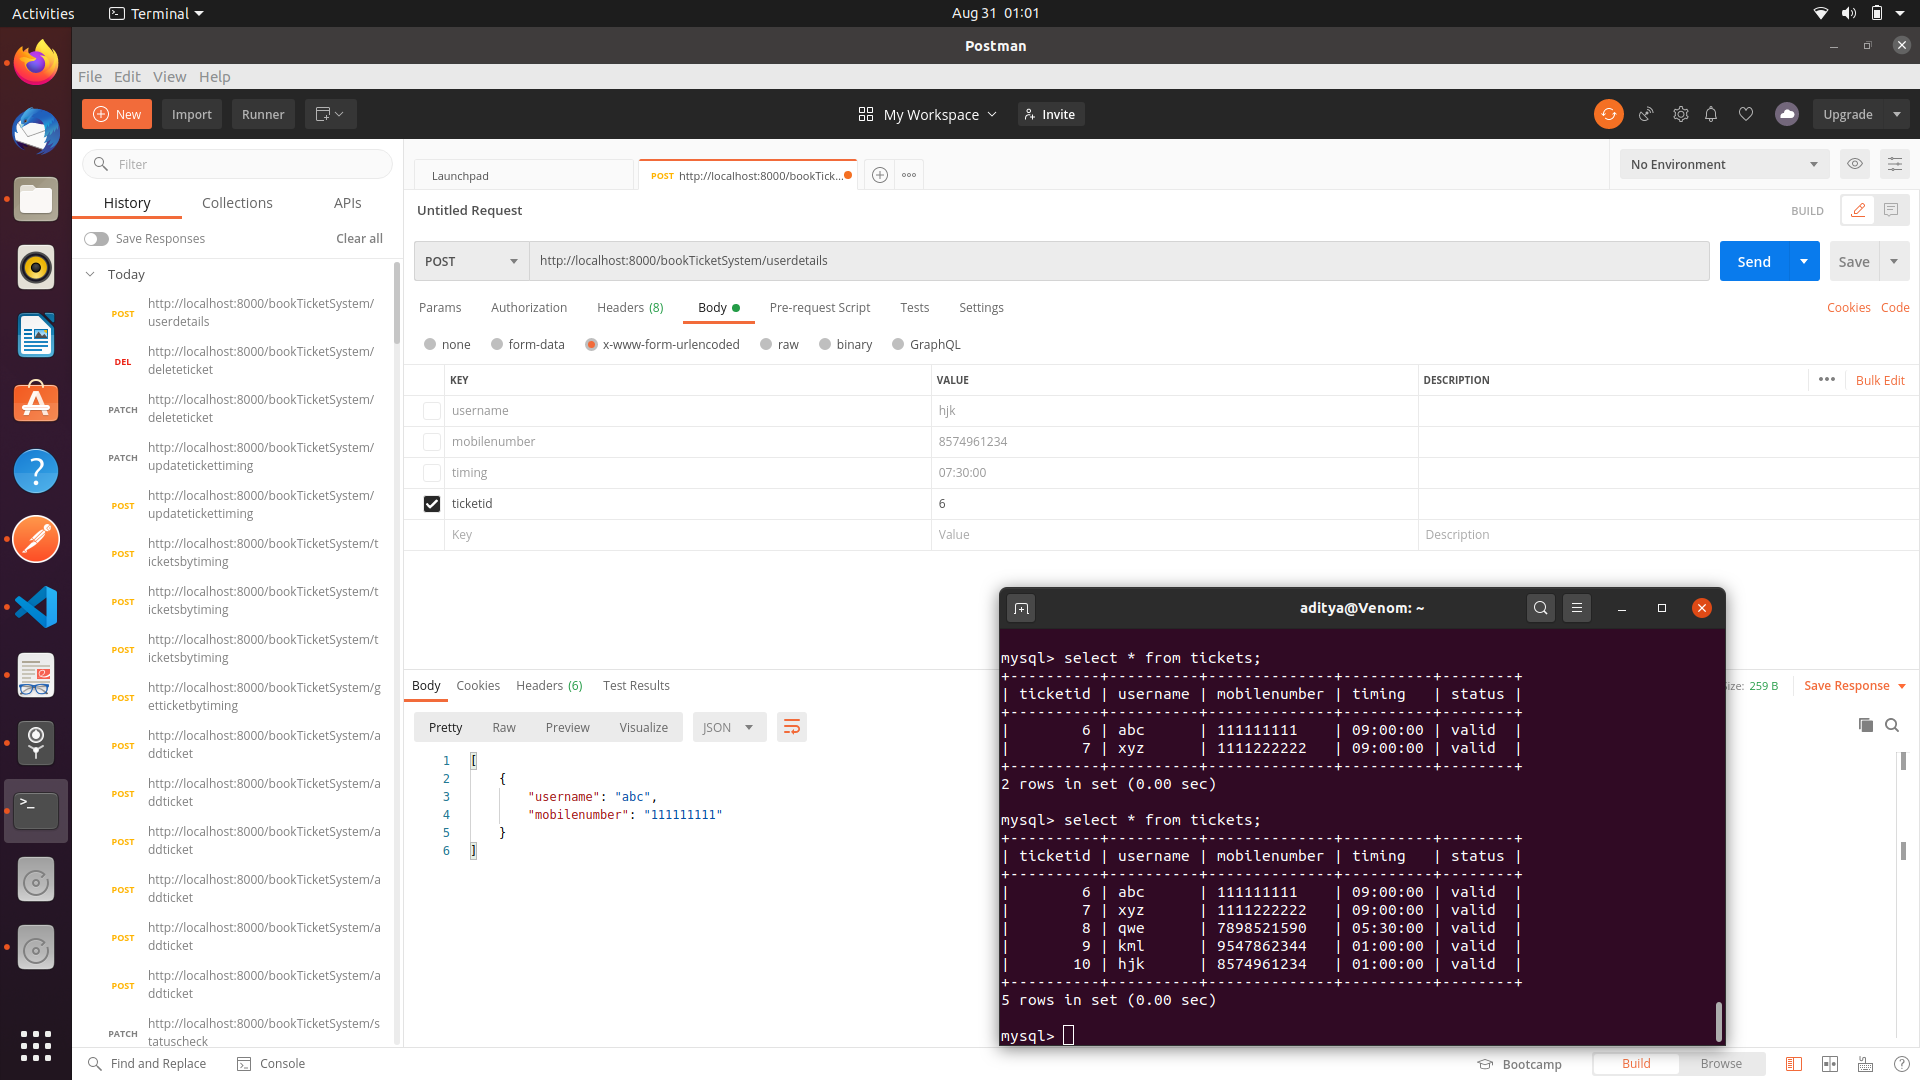 Activities
Terminal
Aug 31 01:01
Postman
File Edit View Help
New
Import
Runner
My Workspace
Invite
Upgrade
Filter
History
Collections
APIs
Save Responses
Clear all
Today
POST http://localhost:8000/bookTicketSystem/
userdetails
DEL http://localhost:8000/bookTicketSystem/
deleteticket
PATCH http://localhost:8000/bookTicketSystem/
deleteticket
PATCH http://localhost:8000/bookTicketSystem/
updatetickettiming
POST http://localhost:8000/bookTicketSystem/
updatetickettiming
POST http://localhost:8000/bookTicketSystem/t
icketsbytiming
POST http://localhost:8000/bookTicketSystem/t
icketsbytiming
POST http://localhost:8000/bookTicketSystem/t
icketsbytiming
POST http://localhost:8000/bookTicketSystem/g
etticketbytiming
POST http://localhost:8000/bookTicketSystem/a
ddticket
POST http://localhost:8000/bookTicketSystem/a
ddticket
POST http://localhost:8000/bookTicketSystem/a
ddticket
POST http://localhost:8000/bookTicketSystem/a
ddticket
POST http://localhost:8000/bookTicketSystem/a
ddticket
POST http://localhost:8000/bookTicketSystem/a
ddticket
PATCH http://localhost:8000/bookTicketSystem/s
tatuscheck
Launchpad
POST http://localhost:8000/bookTick...
No Environment
Untitled Request
BUILD
POST
http://localhost:8000/bookTicketSystem/userdetails
Send
Save
Params Authorization Headers (8) Body Pre-request Script Tests Settings
Cookies Code
none form-data x-www-form-urlencoded raw binary GraphQL
KEY VALUE DESCRIPTION ••• Bulk Edit
username hjk
mobilenumber 8574961234
timing 07:30:00
ticketid 6
Key Value Description
Body Cookies Headers (6) Test Results
Size: 259 B Save Response
Pretty Raw Preview Visualize JSON
1 [
2 {
3 "username": "abc",
4 "mobilenumber": "111111111"
5 }
6 ]
aditya@Venom: ~
mysql> select * from tickets;
+----------+----------+--------------+----------+--------+
| ticketid | username | mobilenumber | timing   | status |
+----------+----------+--------------+----------+--------+
|        6 | abc      | 111111111    | 09:00:00 | valid  |
|        7 | xyz      | 1111222222   | 09:00:00 | valid  |
+----------+----------+--------------+----------+--------+
2 rows in set (0.00 sec)
mysql> select * from tickets;
+----------+----------+--------------+----------+--------+
| ticketid | username | mobilenumber | timing   | status |
+----------+----------+--------------+----------+--------+
|        6 | abc      | 111111111    | 09:00:00 | valid  |
|        7 | xyz      | 1111222222   | 09:00:00 | valid  |
|        8 | qwe      | 7898521590   | 05:30:00 | valid  |
|        9 | kml      | 9547862344   | 01:00:00 | valid  |
|       10 | hjk      | 8574961234   | 01:00:00 | valid  |
+----------+----------+--------------+----------+--------+
5 rows in set (0.00 sec)
mysql>
Find and Replace
Console
Bootcamp
Build
Browse